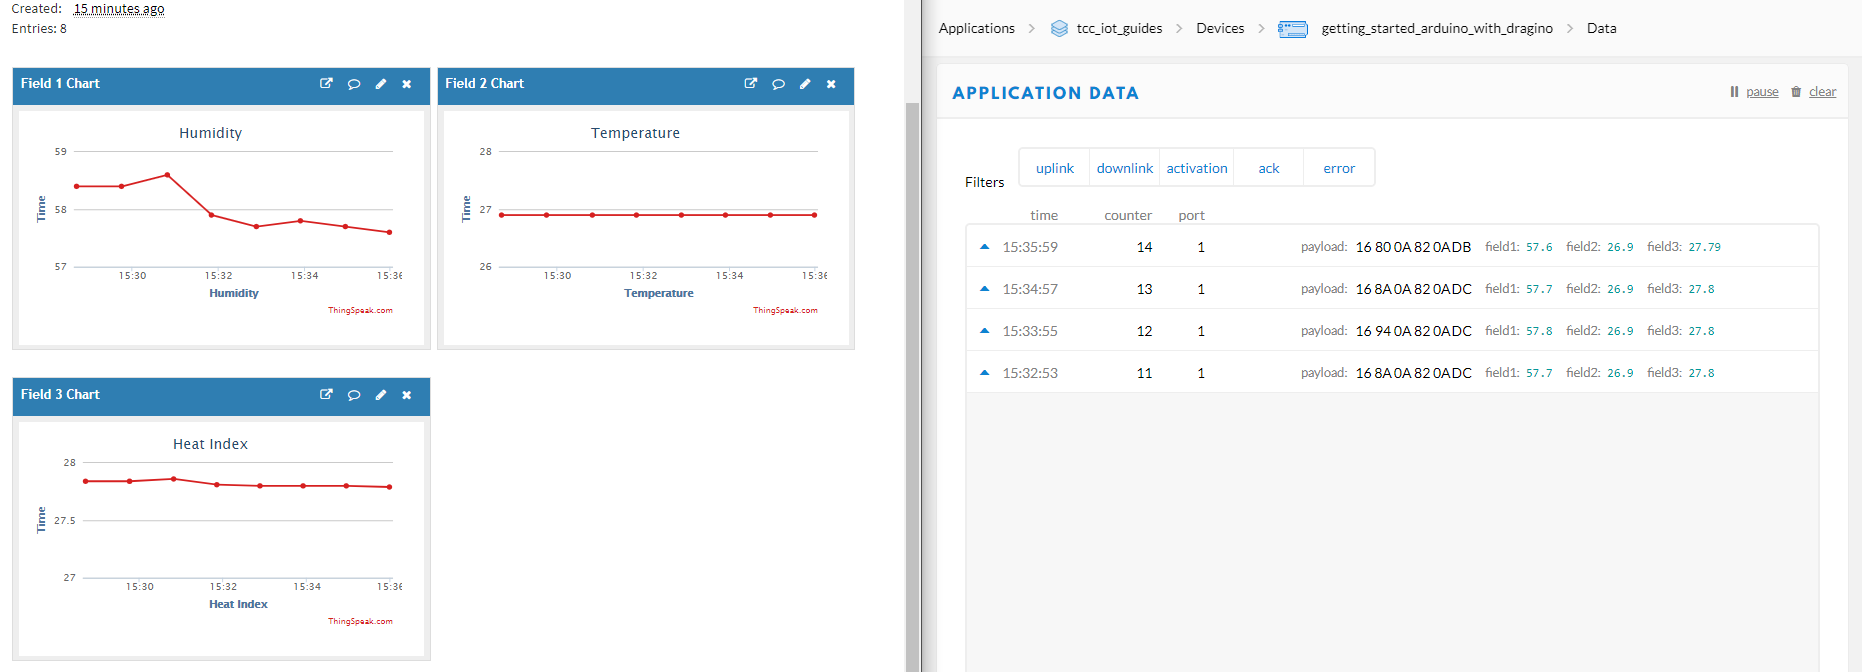 Created: 15 minutes ago
Entries: 8
Field 1 Chart
Humidity
59
58
57
Time
15:30 15:32 15:34 15:36
Humidity
ThingSpeak.com
Field 2 Chart
Temperature
28
27
26
Time
15:30 15:32 15:34 15:36
Temperature
ThingSpeak.com
Field 3 Chart
Heat Index
28
27.5
27
Time
15:30 15:32 15:34 15:36
Heat Index
ThingSpeak.com
Applications tcc_iot_guides Devices getting_started_arduino_with_dragino Data
APPLICATION DATA
pause clear
Filters uplink downlink activation ack error
time counter port
15:35:59 14 1 payload: 16 80 0A 82 0ADB field1: 57.6 field2: 26.9 field3: 27.79
15:34:57 13 1 payload: 16 8A 0A 82 0ADC field1: 57.7 field2: 26.9 field3: 27.8
15:33:55 12 1 payload: 16 94 0A 82 0ADC field1: 57.8 field2: 26.9 field3: 27.8
15:32:53 11 1 payload: 16 8A 0A 82 0ADC field1: 57.7 field2: 26.9 field3: 27.8